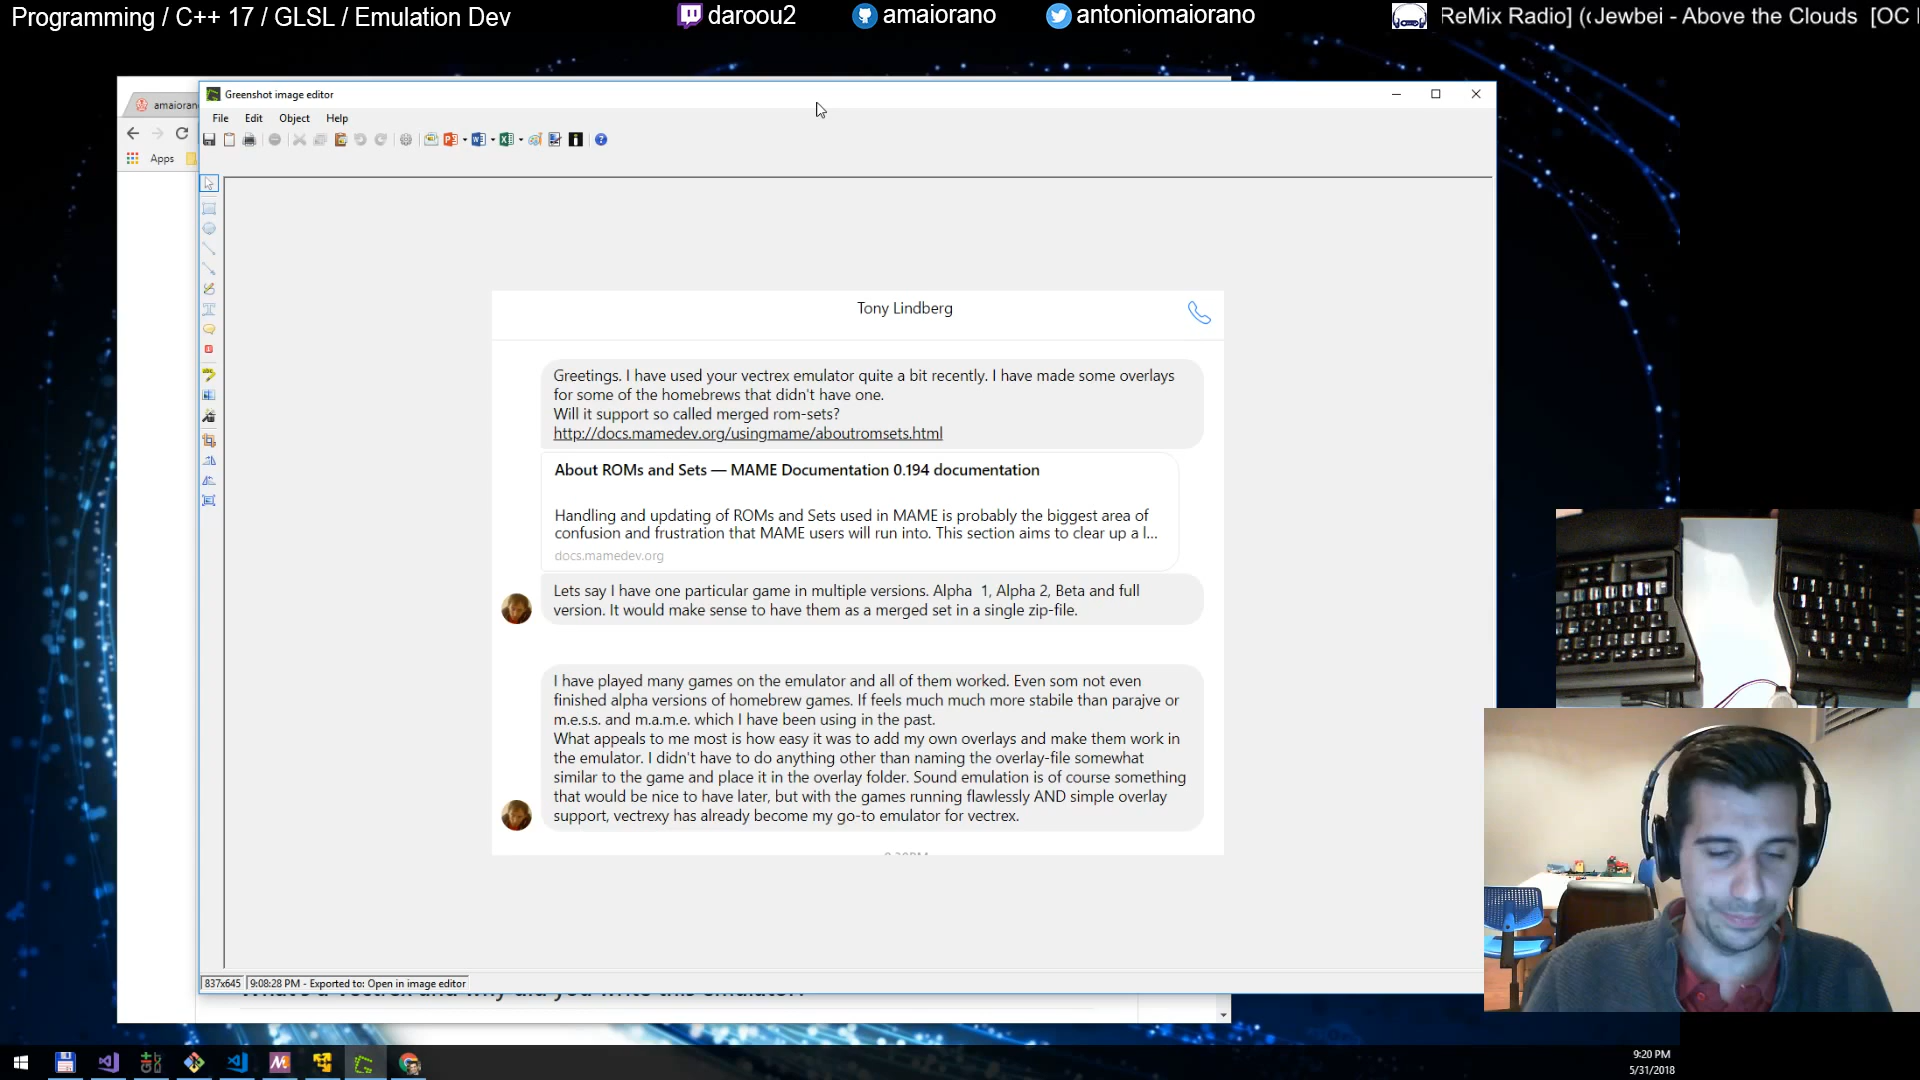 Programming / C++ 17 / GLSL / Emulation Dev
daroou2
amaiorano
antoniomaiorano
ReMix Radio] (
Jewbei - Above the Clouds [OC
amaioran
Apps
Greenshot image editor
File Edit Object Help
Tony Lindberg
Greetings. I have used your vectrex emulator quite a bit recently. I have made some overlays
for some of the homebrews that didn't have one.
Will it support so called merged rom-sets?
http://docs.mamedev.org/usingmame/aboutromsets.html
About ROMs and Sets — MAME Documentation 0.194 documentation
Handling and updating of ROMs and Sets used in MAME is probably the biggest area of
confusion and frustration that MAME users will run into. This section aims to clear up a l...
docs.mamedev.org
Lets say I have one particular game in multiple versions. Alpha 1, Alpha 2, Beta and full
version. It would make sense to have them as a merged set in a single zip-file.
I have played many games on the emulator and all of them worked. Even som not even
finished alpha versions of homebrew games. If feels much much more stabile than parajve or
m.e.s.s. and m.a.m.e. which I have been using in the past.
What appeals to me most is how easy it was to add my own overlays and make them work in
the emulator. I didn't have to do anything other than naming the overlay-file somewhat
similar to the game and place it in the overlay folder. Sound emulation is of course something
that would be nice to have later, but with the games running flawlessly AND simple overlay
support, vectrexy has already become my go-to emulator for vectrex.
837x645 9:08:28 PM - Exported to: Open in image editor
What's a Vectrex and why did you write this emulator?
9:20 PM
5/31/2018